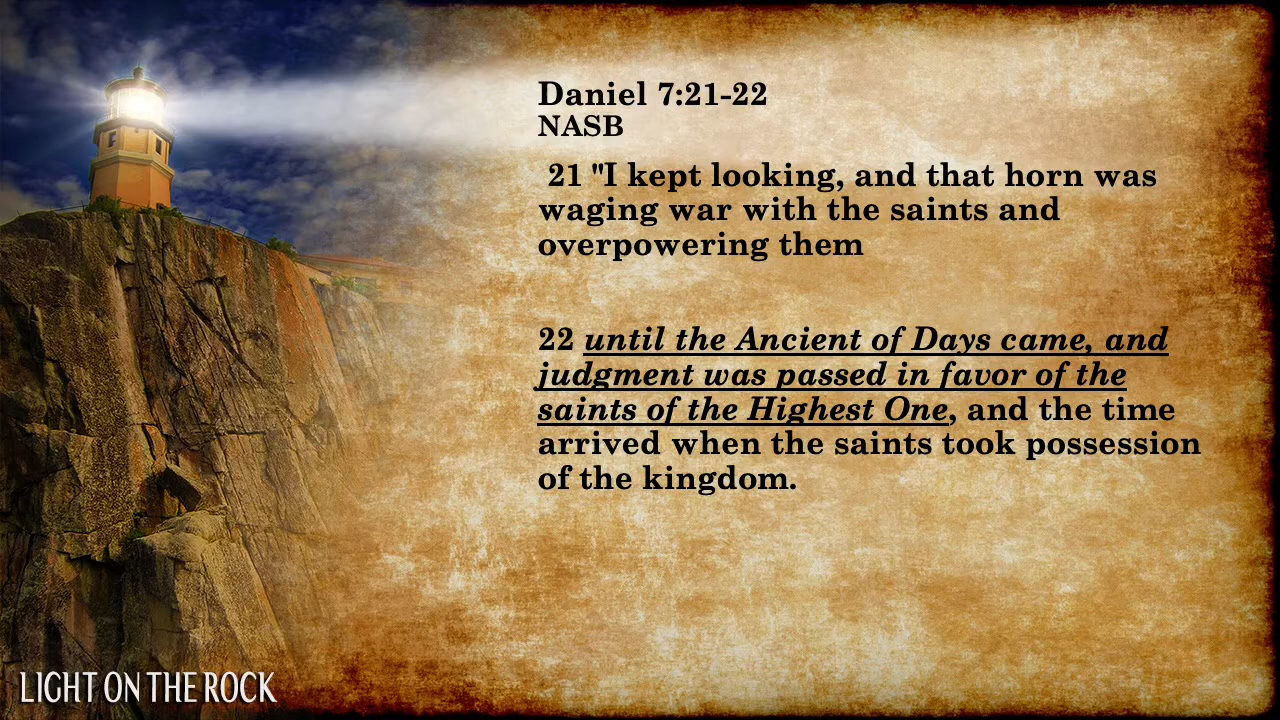 Daniel 7:21-22
NASB
21 "I kept looking, and that horn was
waging war with the saints and
overpowering them
22 until the Ancient of Days came, and
judgment was passed in favor of the
saints of the Highest One, and the time
arrived when the saints took possession
of the kingdom.
LIGHT ON THE ROCK